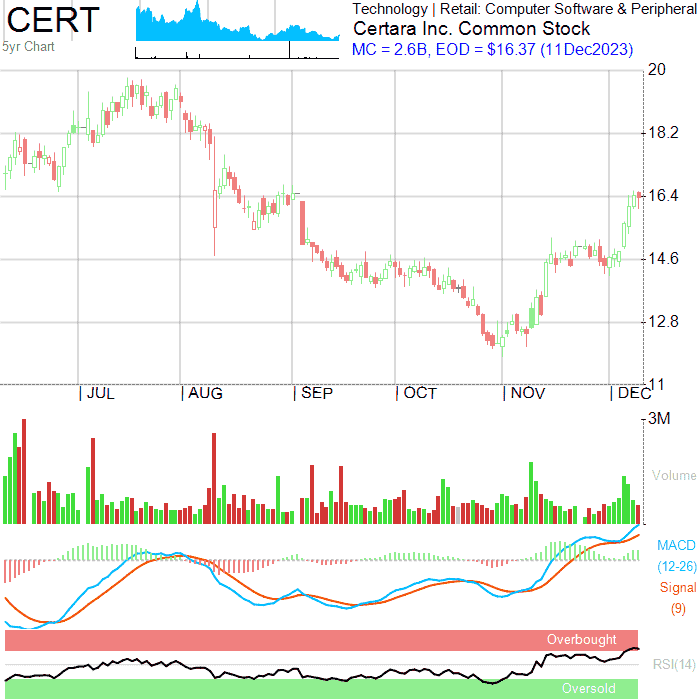 CERT
5yr Chart
Technology | Retail: Computer Software & Peripheral
Certara Inc. Common Stock
MC = 2.6B, EOD = $16.37 (11Dec2023)
20
18.2
16.4
14.6
12.8
11
JUL AUG SEP OCT NOV DEC
3M
Volume
MACD
(12-26)
Signal
(9)
Overbought
RSI(14)
Oversold